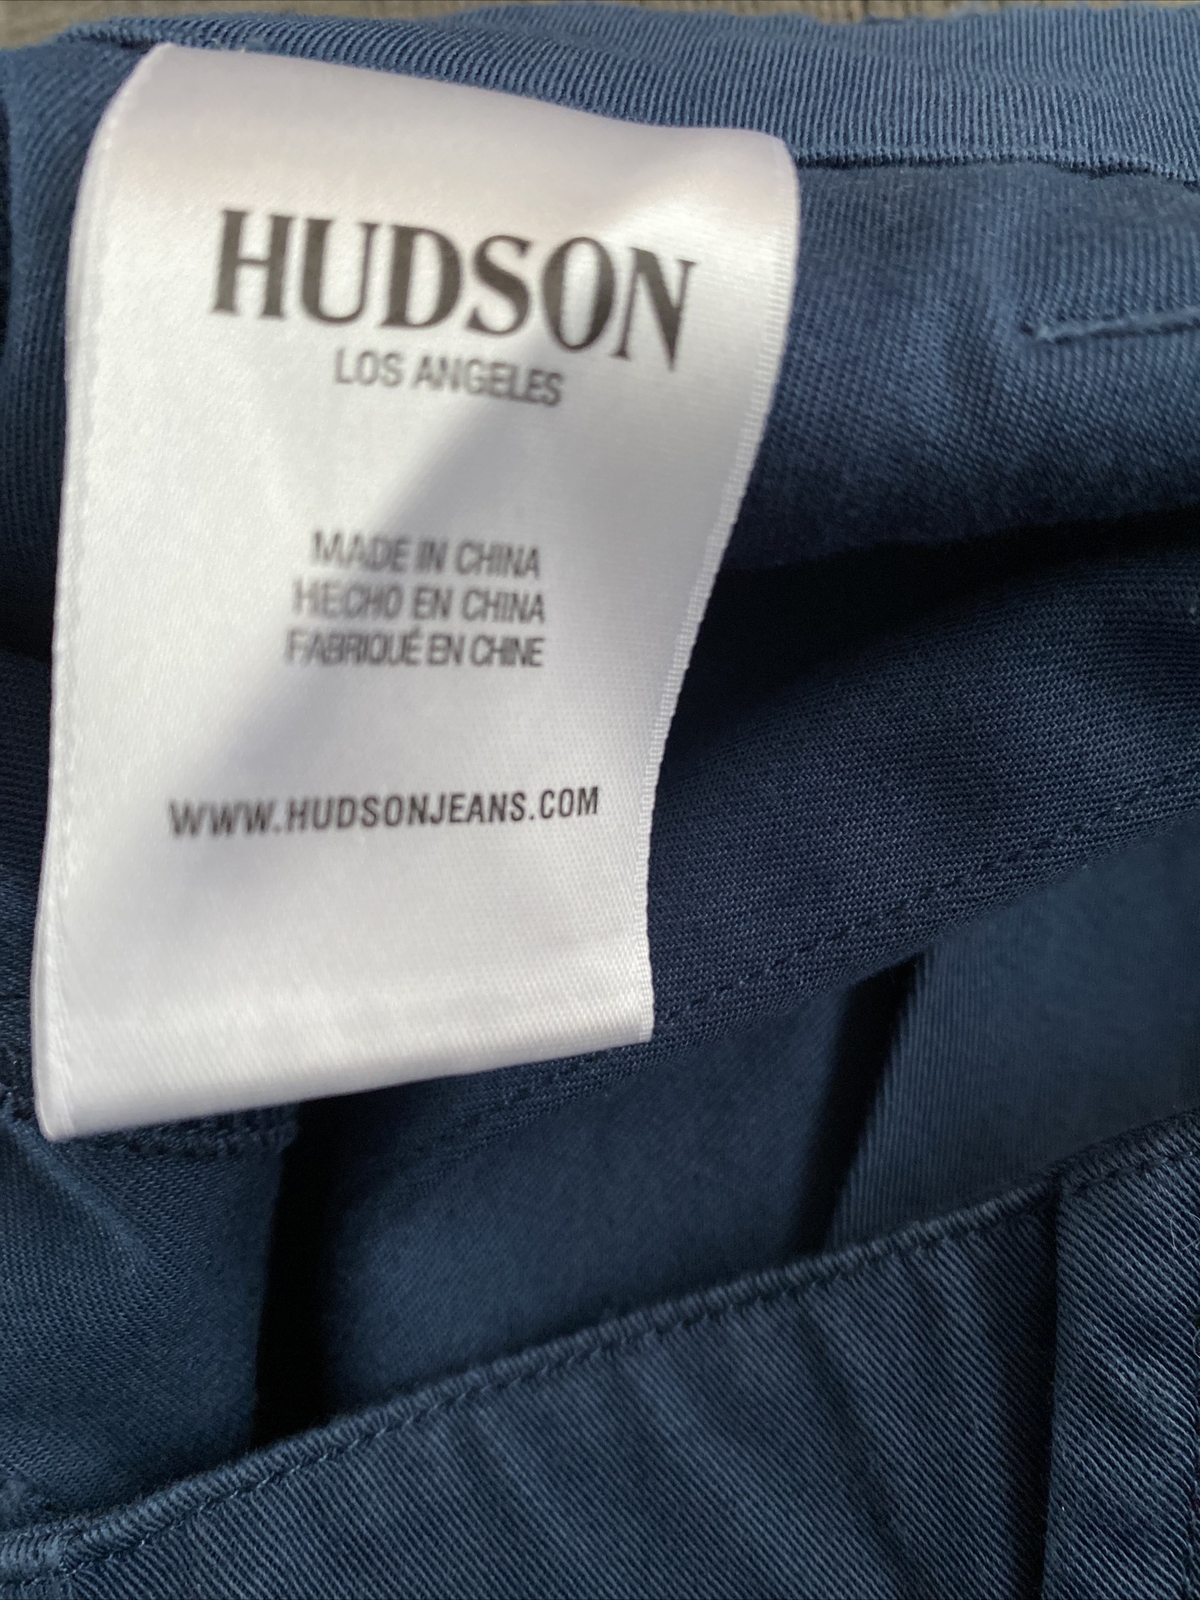 HUDSON
LOS ANGELES
MADE IN CHINA
HECHO EN CHINA
FABRIQUÉ EN CHINE
WWW.HUDSONJEANS.COM